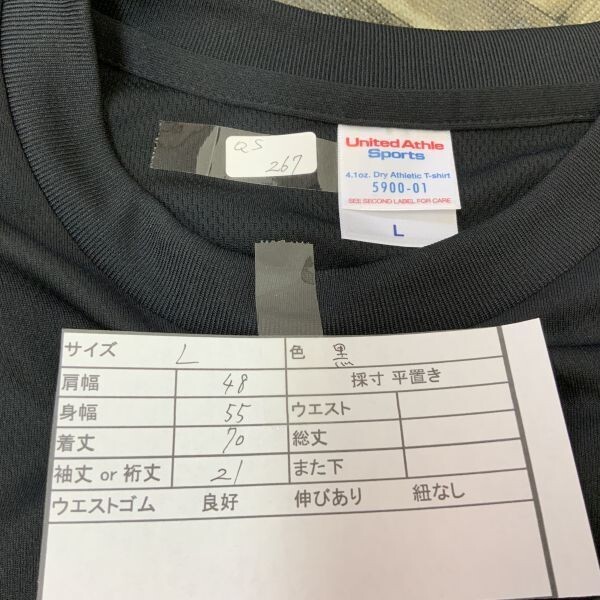 QS
267
United Athle
Sports
4.1oz. Dry Athletic T-shirt
5900-01
SEE SECOND LABEL FOR CARE
L
サイズ L 色 黒
肩幅 48 採寸 平置き
身幅 55 ウエスト
着丈 70 総丈
袖丈 or 裄丈 21 また下
ウエストゴム 良好 伸びあり 紐なし